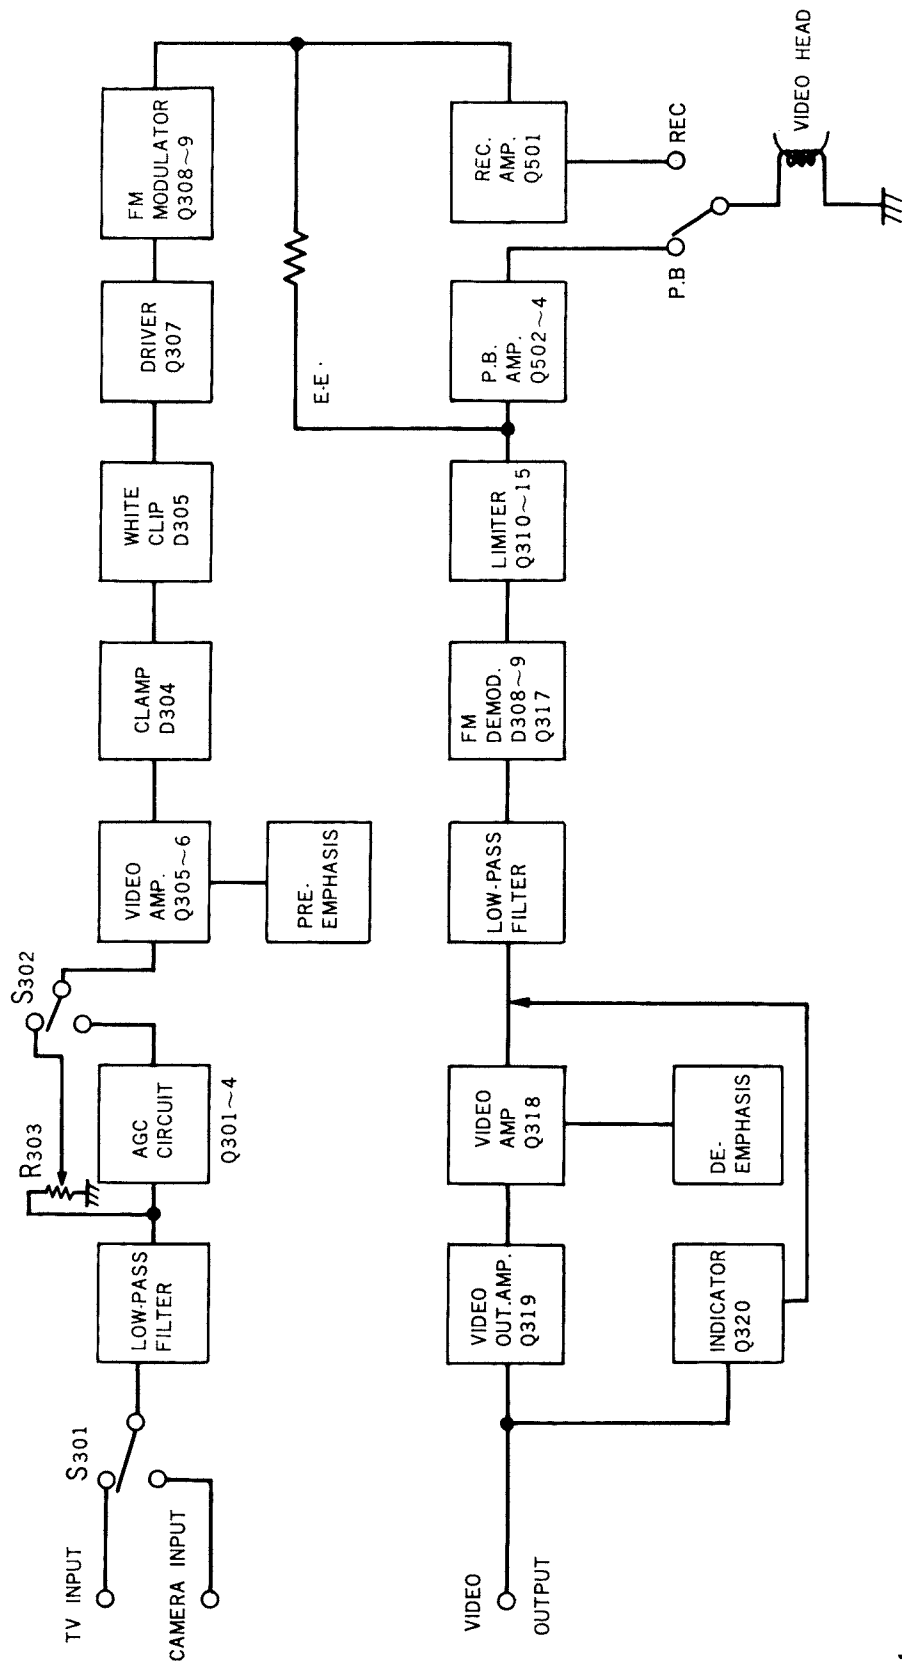 TV INPUT
CAMERA INPUT
S301
LOW-PASS
FILTER
R303
AGC
CIRCUIT
Q301~4
S302
VIDEO
AMP.
Q305~6
PRE-
EMPHASIS
CLAMP
D304
WHITE
CLIP
D305
DRIVER
Q307
FM
MODULATOR
Q308~9
E-E.
VIDEO
OUTPUT
VIDEO
OUT.AMP.
Q319
INDICATOR
Q320
VIDEO
AMP
Q318
DE-
EMPHASIS
LOW-PASS
FILTER
FM
DEMOD.
D308~9
Q317
LIMITER
Q310~15
P.B.
AMP.
Q502~4
REC.
AMP.
Q501
P.B
REC
VIDEO HEAD